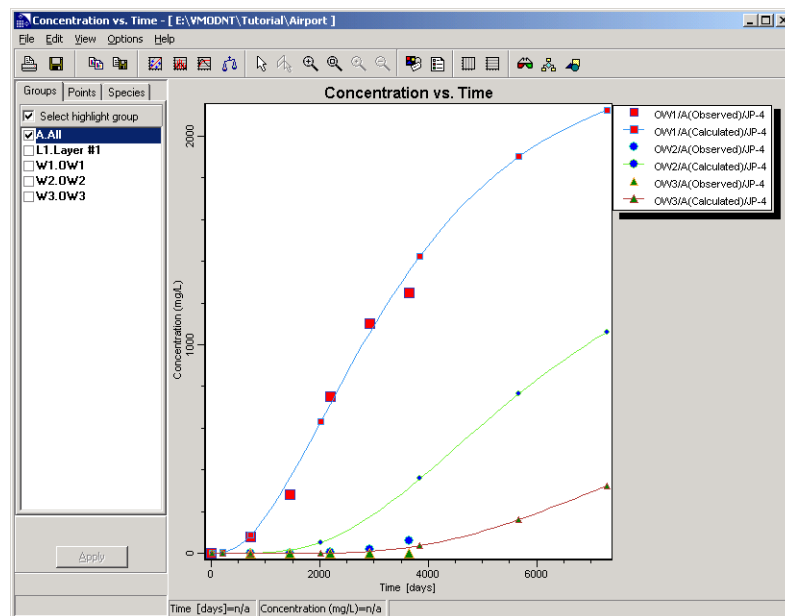 Concentration vs. Time - [ E:\VMODNT\Tutorial\Airport ]
File Edit View Options Help
Groups Points Species
Select highlight group
A.All
L1.Layer #1
W1.OW1
W2.OW2
W3.OW3
Apply
Concentration vs. Time
Concentration (mg/L)
2000
1000
0
0 2000 4000 6000
Time [days]
OW1/A(Observed)/JP-4
OW1/A(Calculated)/JP-4
OW2/A(Observed)/JP-4
OW2/A(Calculated)/JP-4
OW3/A(Observed)/JP-4
OW3/A(Calculated)/JP-4
Time [days]=n/a Concentration (mg/L)=n/a